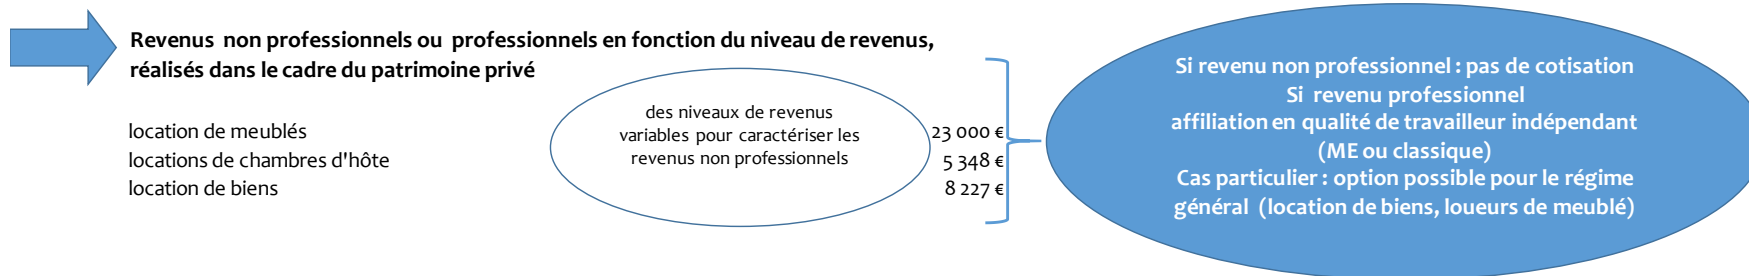 Revenus non professionnels ou professionnels en fonction du niveau de revenus,
réalisés dans le cadre du patrimoine privé
des niveaux de revenus
variables pour caractériser les
revenus non professionnels
location de meublés 23 000 €
locations de chambres d'hôte 5 348 €
location de biens 8 227 €
Si revenu non professionnel : pas de cotisation
Si revenu professionnel
affiliation en qualité de travailleur indépendant
(ME ou classique)
Cas particulier : option possible pour le régime
général (location de biens, loueurs de meublé)